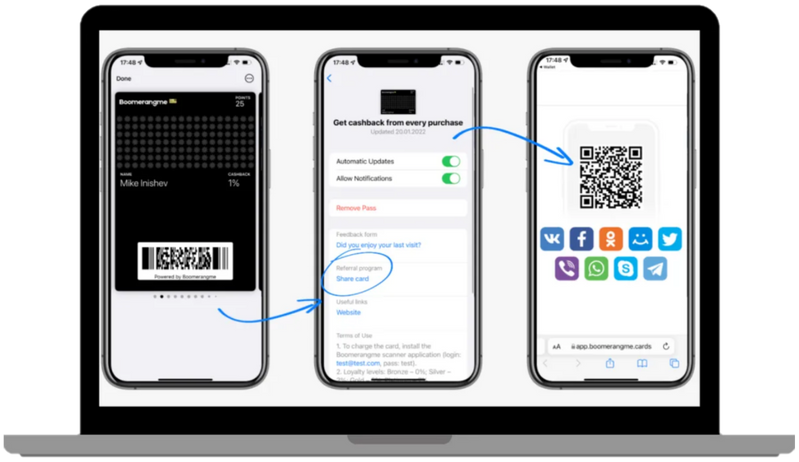 17:48
Done
Boomerangme
POINTS
25
NAME
CASHBACK
Mike Inishev
1%
Powered by Boomerangme
17:48
Get cashback from every purchase
Updated 20.01.2022
Automatic Updates
Allow Notifications
Remove Pass
Feedback form
Did you enjoy your last visit?
Referral program
Share card
Useful links
Website
Terms of Use
1. To charge the card, install the
Boomerangme scanner application (login:
test@test.com, pass: test).
2. Loyalty levels: Bronze – 0%; Silver –
17:48
Wallet
AA
app.boomerangme.cards